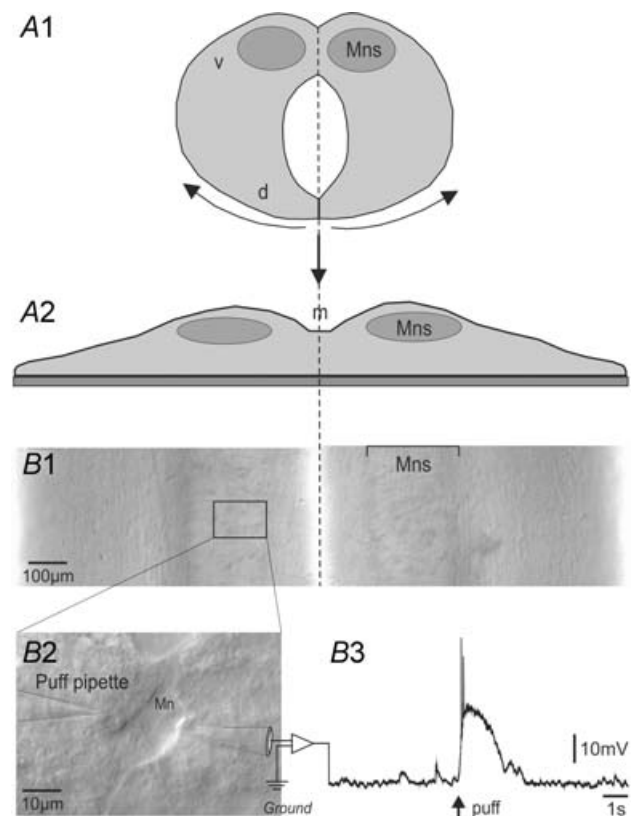 A1
Mns
v
d
A2
m
Mns
B1
Mns
100µm
B2
Puff pipette
Mn
10µm
Ground
B3
10mV
puff
1s